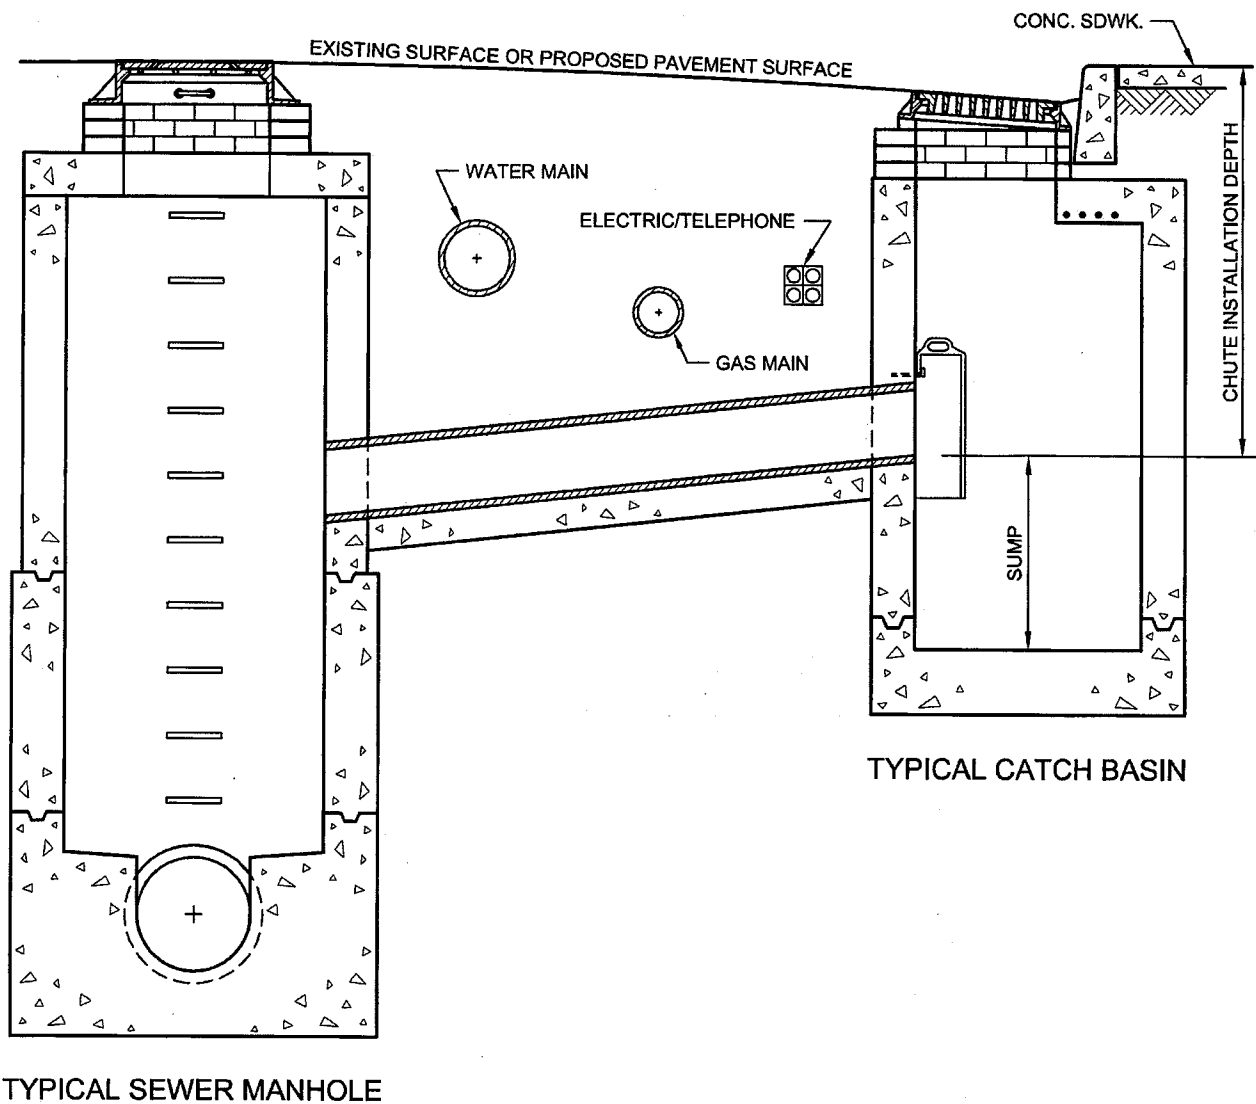 CONC. SDWK.
EXISTING SURFACE OR PROPOSED PAVEMENT SURFACE
WATER MAIN
ELECTRIC/TELEPHONE
GAS MAIN
CHUTE INSTALLATION DEPTH
SUMP
TYPICAL CATCH BASIN
TYPICAL SEWER MANHOLE